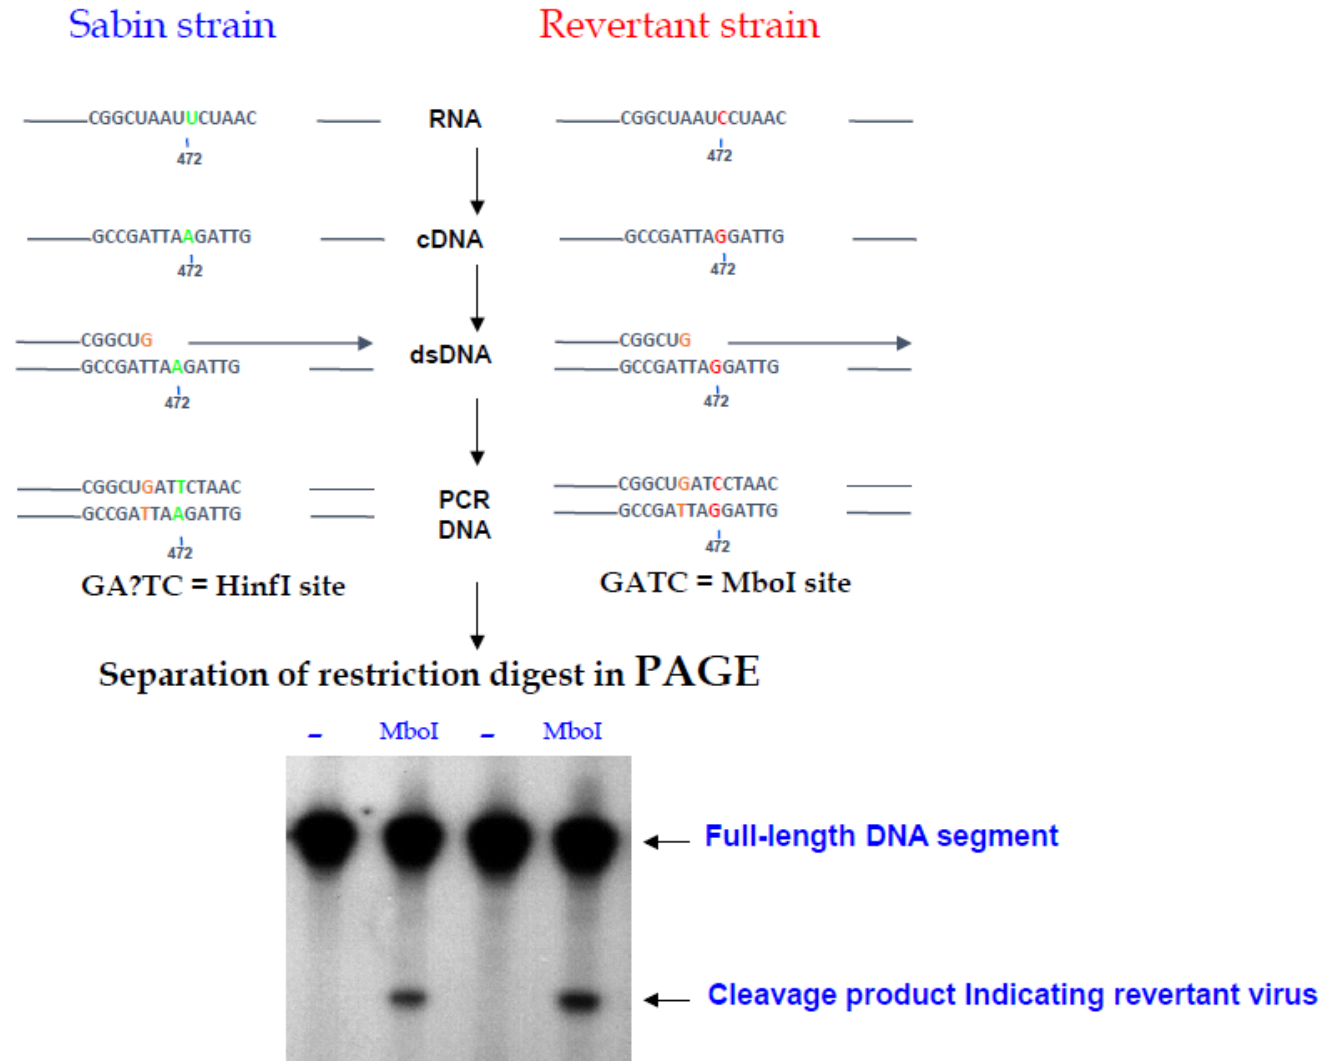 Sabin strain Revertant strain
CGGCUAAUUCUAAC RNA CGGCUAAUCCUAAC
472 472
GCCGATTAAGATTG cDNA GCCGATTAGGATTG
472 472
CGGCUG CGGCUG
dsDNA
GCCGATTAAGATTG GCCGATTAGGATTG
472 472
CGGCUGATTCTAAC CGGCUGATCCTAAC
PCR
GCCGATTAAGATTG GCCGATTAGGATTG
DNA
472 472
GA?TC = HinfI site GATC = MboI site
Separation of restriction digest in PAGE
– MboI – MboI
Full-length DNA segment
Cleavage product Indicating revertant virus